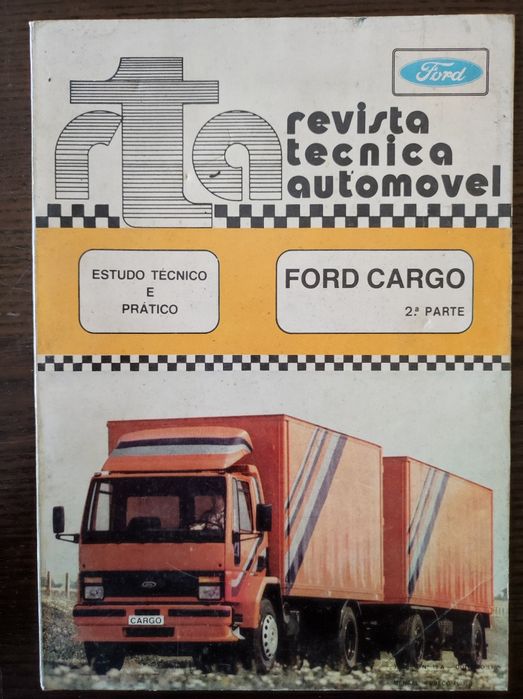 Ford
rta
revista
tecnica
automovel
ESTUDO TÉCNICO
E
PRÁTICO
FORD CARGO
2.ª PARTE
CARGO